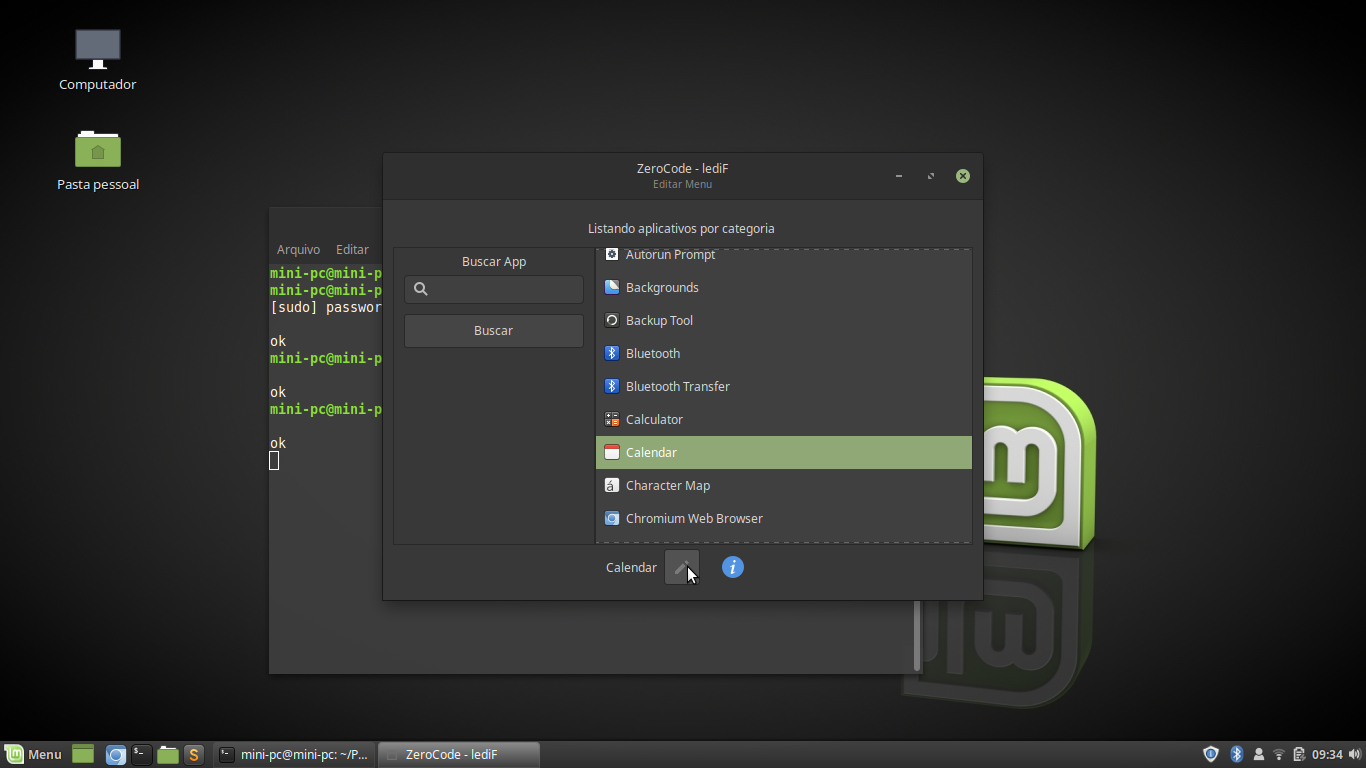 Computador
Pasta pessoal
ZeroCode - lediF
Editar Menu
Listando aplicativos por categoria
Arquivo Editar
mini-pc@mini-p
mini-pc@mini-p
[sudo] passwor
ok
mini-pc@mini-p
ok
mini-pc@mini-p
ok
Buscar App
Buscar
Autorun Prompt
Backgrounds
Backup Tool
Bluetooth
Bluetooth Transfer
Calculator
Calendar
Character Map
Chromium Web Browser
Calendar
Menu
mini-pc@mini-pc: ~/P...
ZeroCode - lediF
09:34